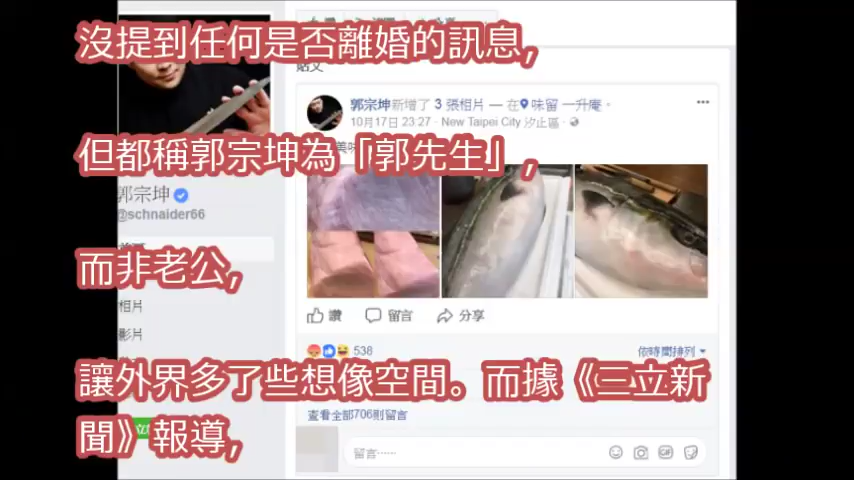 沒提到任何是否離婚的訊息，
貼文
郭宗坤新增了 3 張相片 — 在 味留 一升庵。
10月17日 23:27 · New Taipei City 汐止區 ·
但都稱郭宗坤為「郭先生」，
郭宗坤
@schnaider66
而非老公，
相片
影片
讚 留言 分享
538 依時間排列
讓外界多了些想像空間。而據《三立新
查看全部706則留言
聞》報導，
留言……
GIF